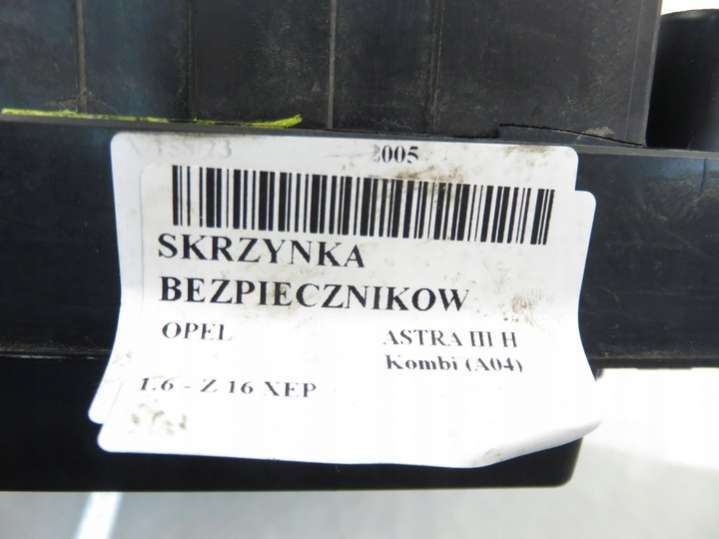 2005
SKRZYNKA
BEZPIECZNIKOW
OPEL ASTRA III H
Kombi (A04)
1.6 - Z 16 XEP